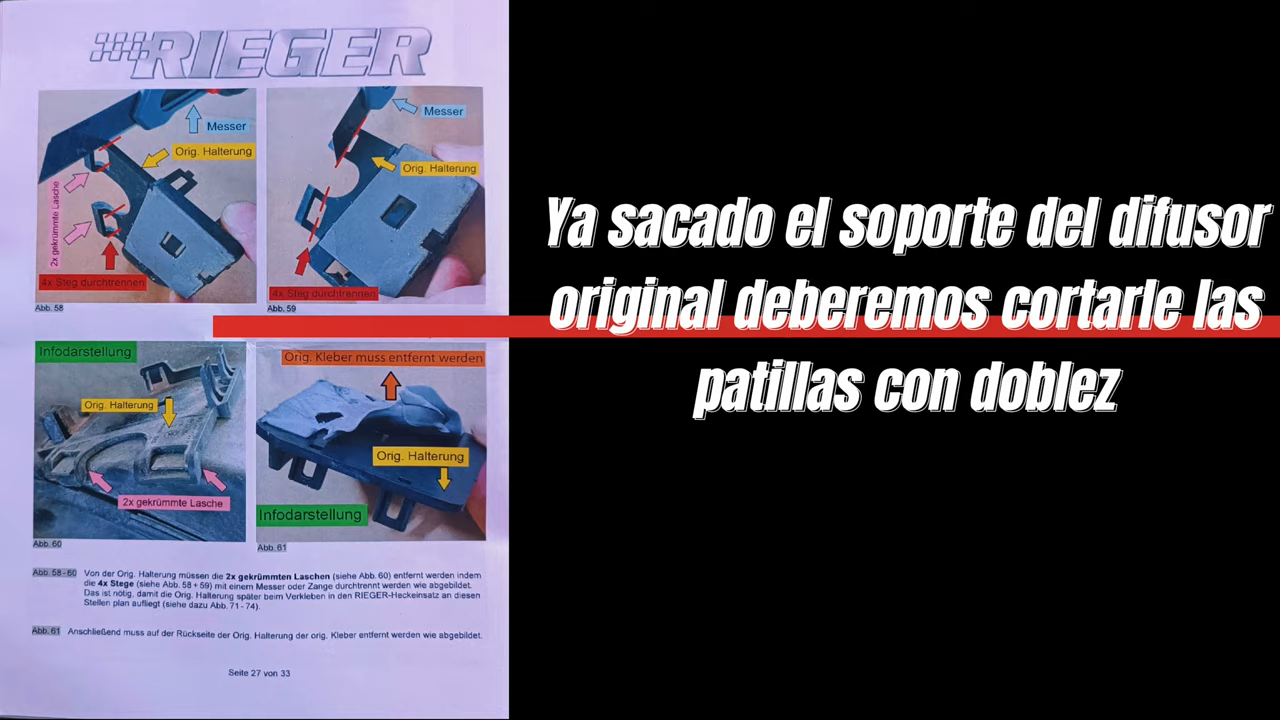 RIEGER
Messer
Orig. Halterung
2x gekrümmte Lasche
4x Steg durchtrennen
Abb. 58
Messer
Orig. Halterung
4x Steg durchtrennen
Abb. 59
Infodarstellung
Orig. Halterung
2x gekrümmte Lasche
Abb. 60
Orig. Kleber muss entfernt werden
Orig. Halterung
Infodarstellung
Abb. 61
Abb. 58 - 60 Von der Orig. Halterung müssen die 2x gekrümmten Laschen (siehe Abb. 60) entfernt werden indem
die 4x Stege (siehe Abb. 58 + 59) mit einem Messer oder Zange durchtrennt werden wie abgebildet.
Das ist nötig, damit die Orig. Halterung später beim Verkleben in den RIEGER-Heckeinsatz an diesen
Stellen plan aufliegt (siehe dazu Abb. 71 - 74).
Abb. 61 Anschließend muss auf der Rückseite der Orig. Halterung der orig. Kleber entfernt werden wie abgebildet.
Seite 27 von 33
Ya sacado el soporte del difusor
original deberemos cortarle las
patillas con doblez